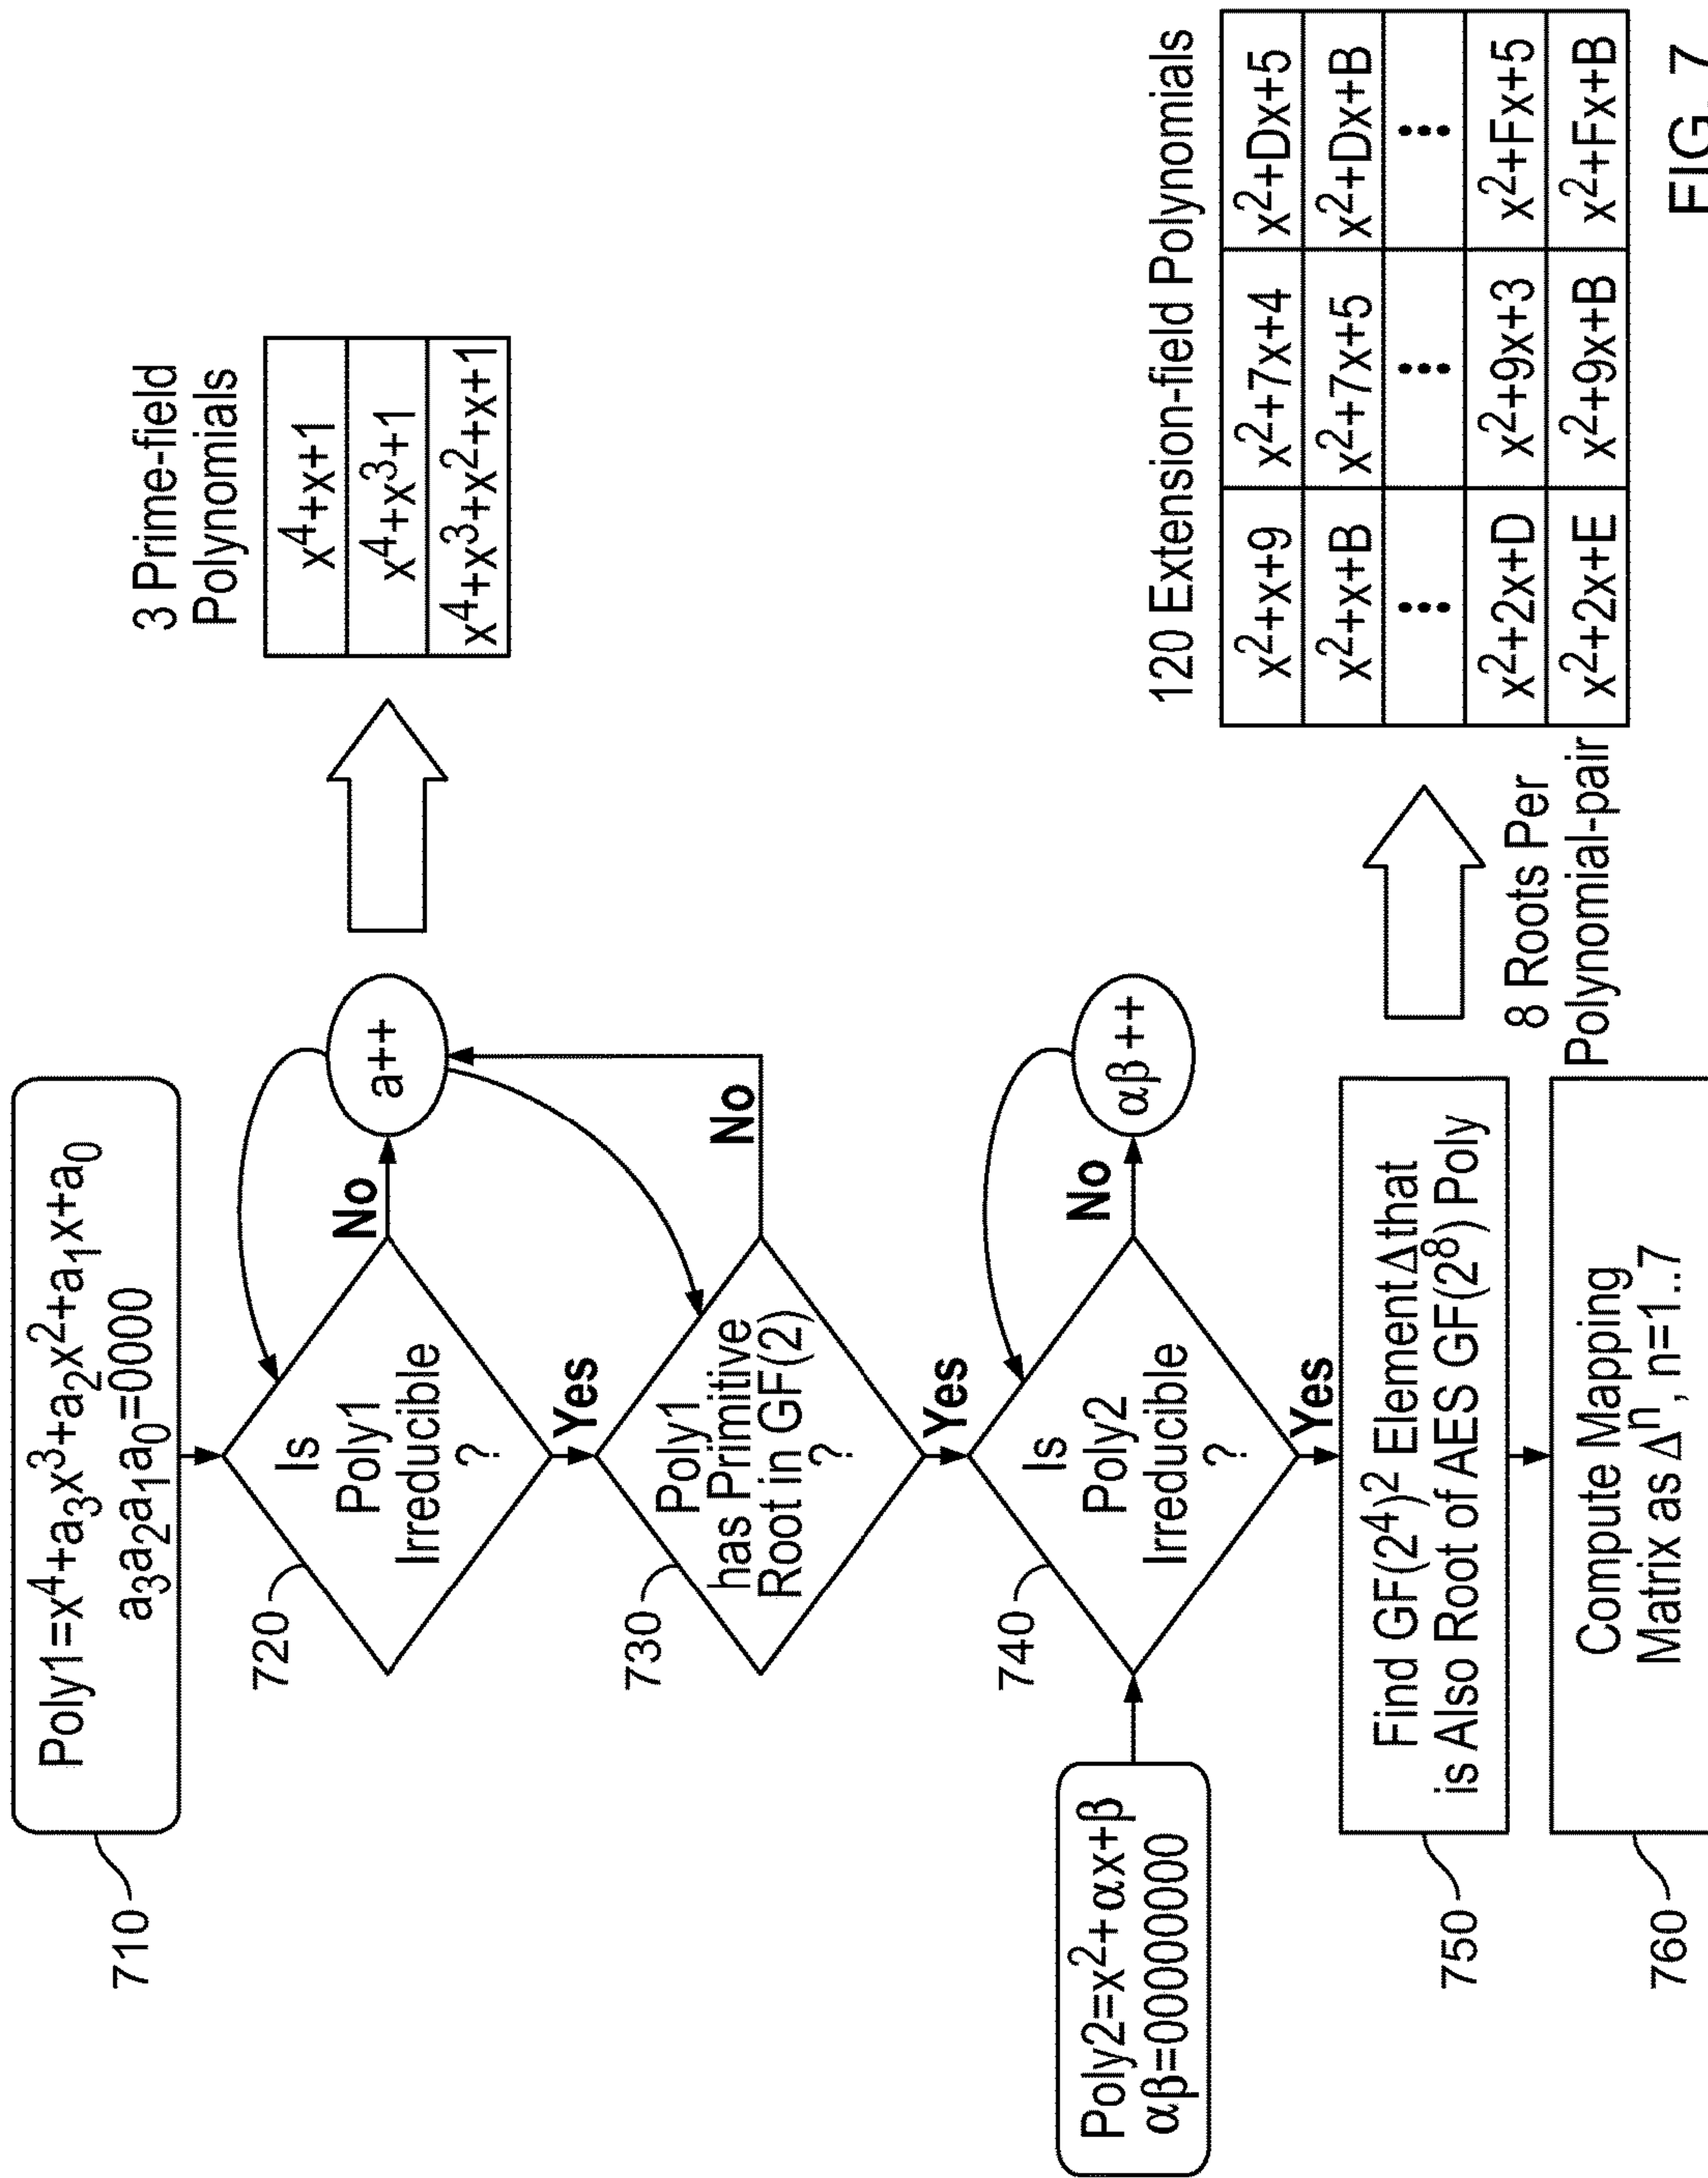 710
Poly1=x⁴+a₃x³+a₂x²+a₁x+a₀
a₃a₂a₁a₀=0000
720
Is
Poly1
Irreducible
?
No
a++
Yes
730
Poly1
has Primitive
Root in GF(2)
?
No
Yes
3 Prime-field
Polynomials
x⁴+x+1
x⁴+x³+1
x⁴+x³+x²+x+1
Poly2=x²+αx+β
αβ=00000000
740
Is
Poly2
Irreducible
?
No
αβ++
Yes
750
Find GF(2⁴)² Element Δ that
is Also Root of AES GF(2⁸) Poly
760
Compute Mapping
Matrix as Δⁿ, n=1..7
8 Roots Per
Polynomial-pair
120 Extension-field Polynomials
x²+x+9 x²+7x+4 x²+Dx+5
x²+x+B x²+7x+5 x²+Dx+B
⋮ ⋮ ⋮
x²+2x+D x²+9x+3 x²+Fx+5
x²+2x+E x²+9x+B x²+Fx+B
FIG. 7